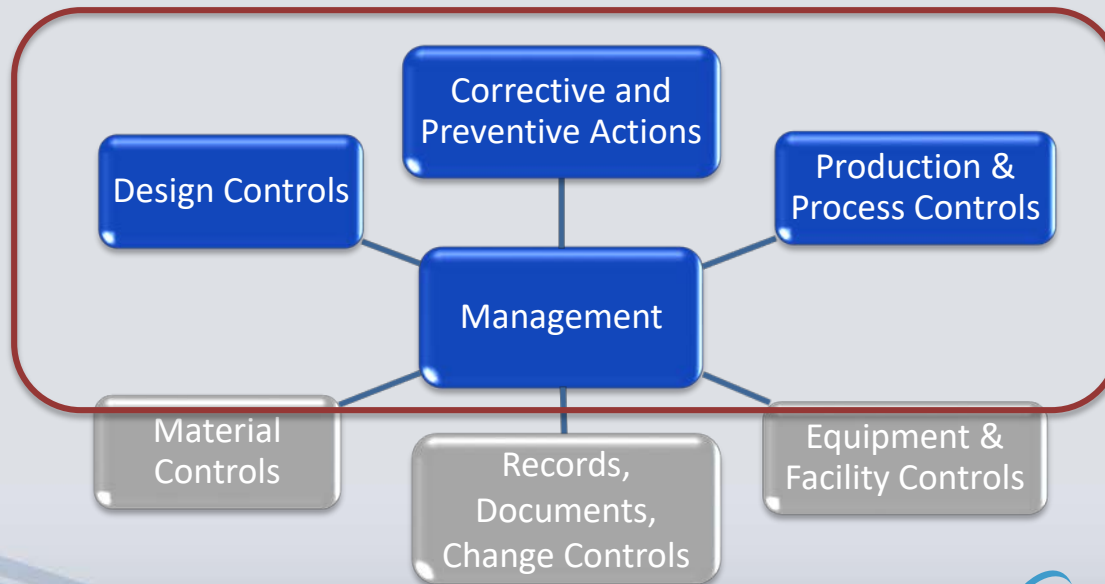 Corrective and
Preventive Actions
Design Controls
Production &
Process Controls
Management
Material
Controls
Records,
Documents,
Change Controls
Equipment &
Facility Controls